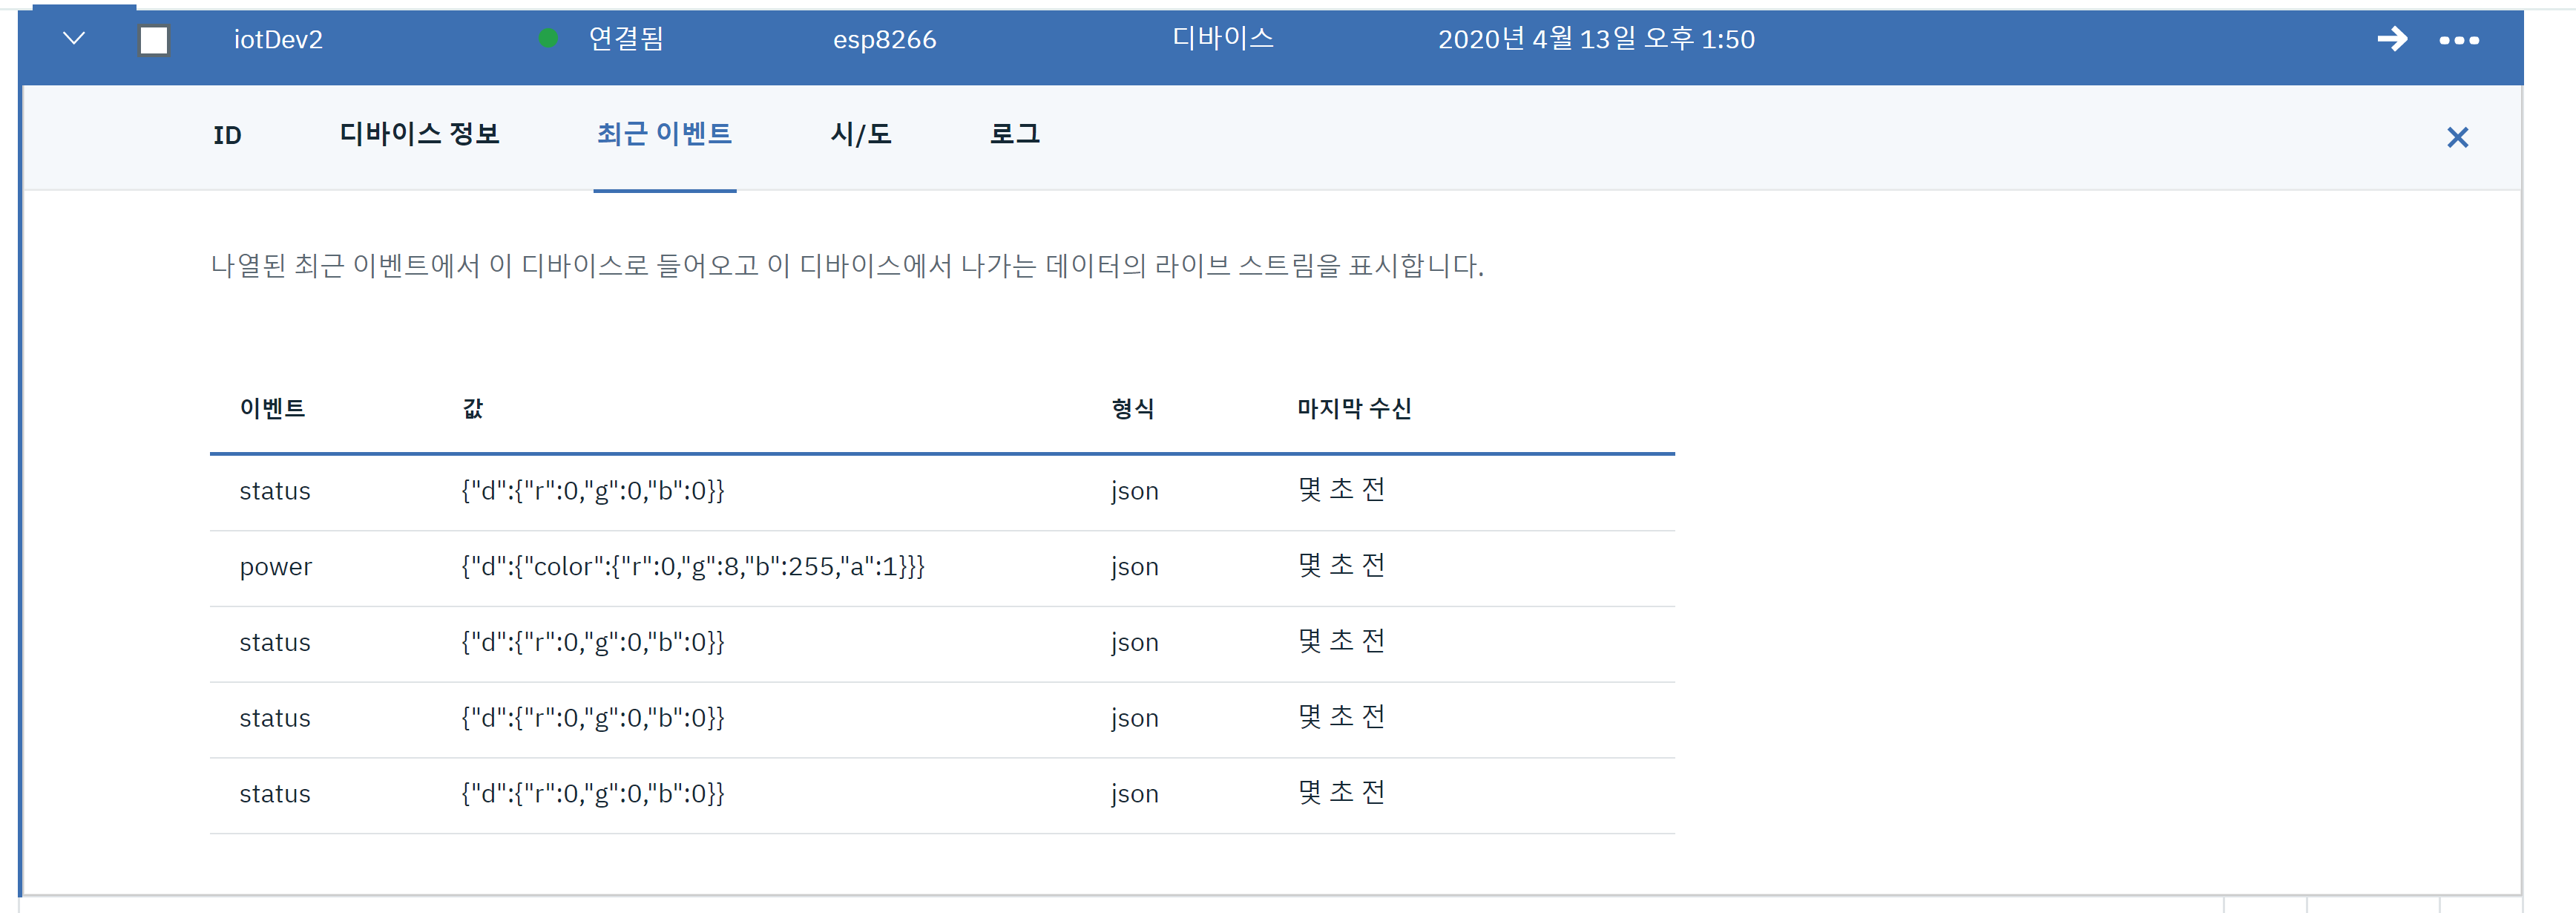 iotDev2 연결됨 esp8266 디바이스 2020년 4월 13일 오후 1:50
ID 디바이스 정보 최근 이벤트 시/도 로그
나열된 최근 이벤트에서 이 디바이스로 들어오고 이 디바이스에서 나가는 데이터의 라이브 스트림을 표시합니다.
이벤트 값 형식 마지막 수신
status {"d":{"r":0,"g":0,"b":0}} json 몇 초 전
power {"d":{"color":{"r":0,"g":8,"b":255,"a":1}}} json 몇 초 전
status {"d":{"r":0,"g":0,"b":0}} json 몇 초 전
status {"d":{"r":0,"g":0,"b":0}} json 몇 초 전
status {"d":{"r":0,"g":0,"b":0}} json 몇 초 전